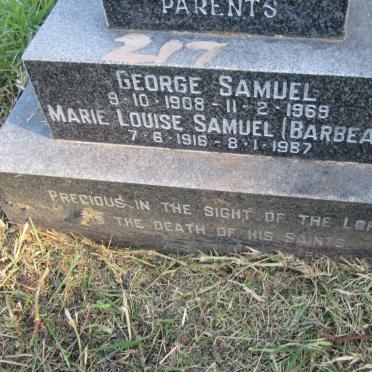 PARENTS
217
GEORGE SAMUEL
9·10·1908 - 11·2·1969
MARIE LOUISE SAMUEL (BARBEA
7·6·1916 - 8·1·1987
PRECIOUS IN THE SIGHT OF THE LOR
IS THE DEATH OF HIS SAINTS